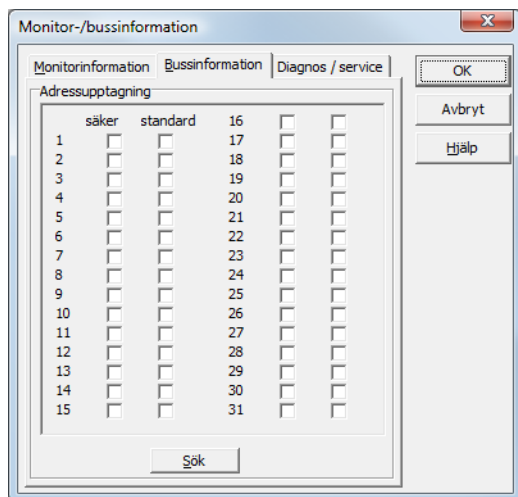 Monitor-/bussinformation
Monitorinformation Bussinformation Diagnos / service
OK
Avbryt
Hjälp
Adressupptagning
säker standard 16
1 17
2 18
3 19
4 20
5 21
6 22
7 23
8 24
9 25
10 26
11 27
12 28
13 29
14 30
15 31
Sök